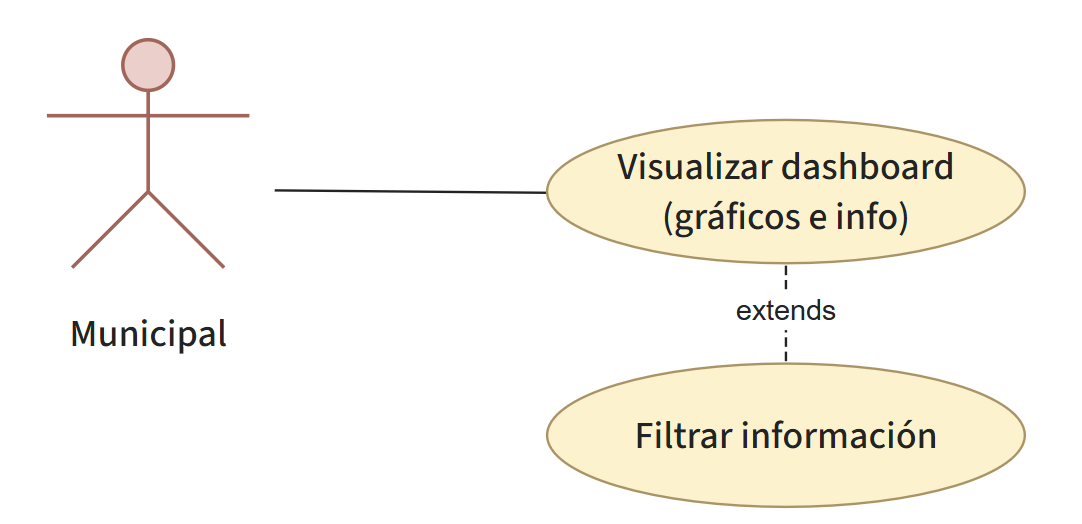 Visualizar dashboard
(gráficos e info)
extends
Municipal
Filtrar información